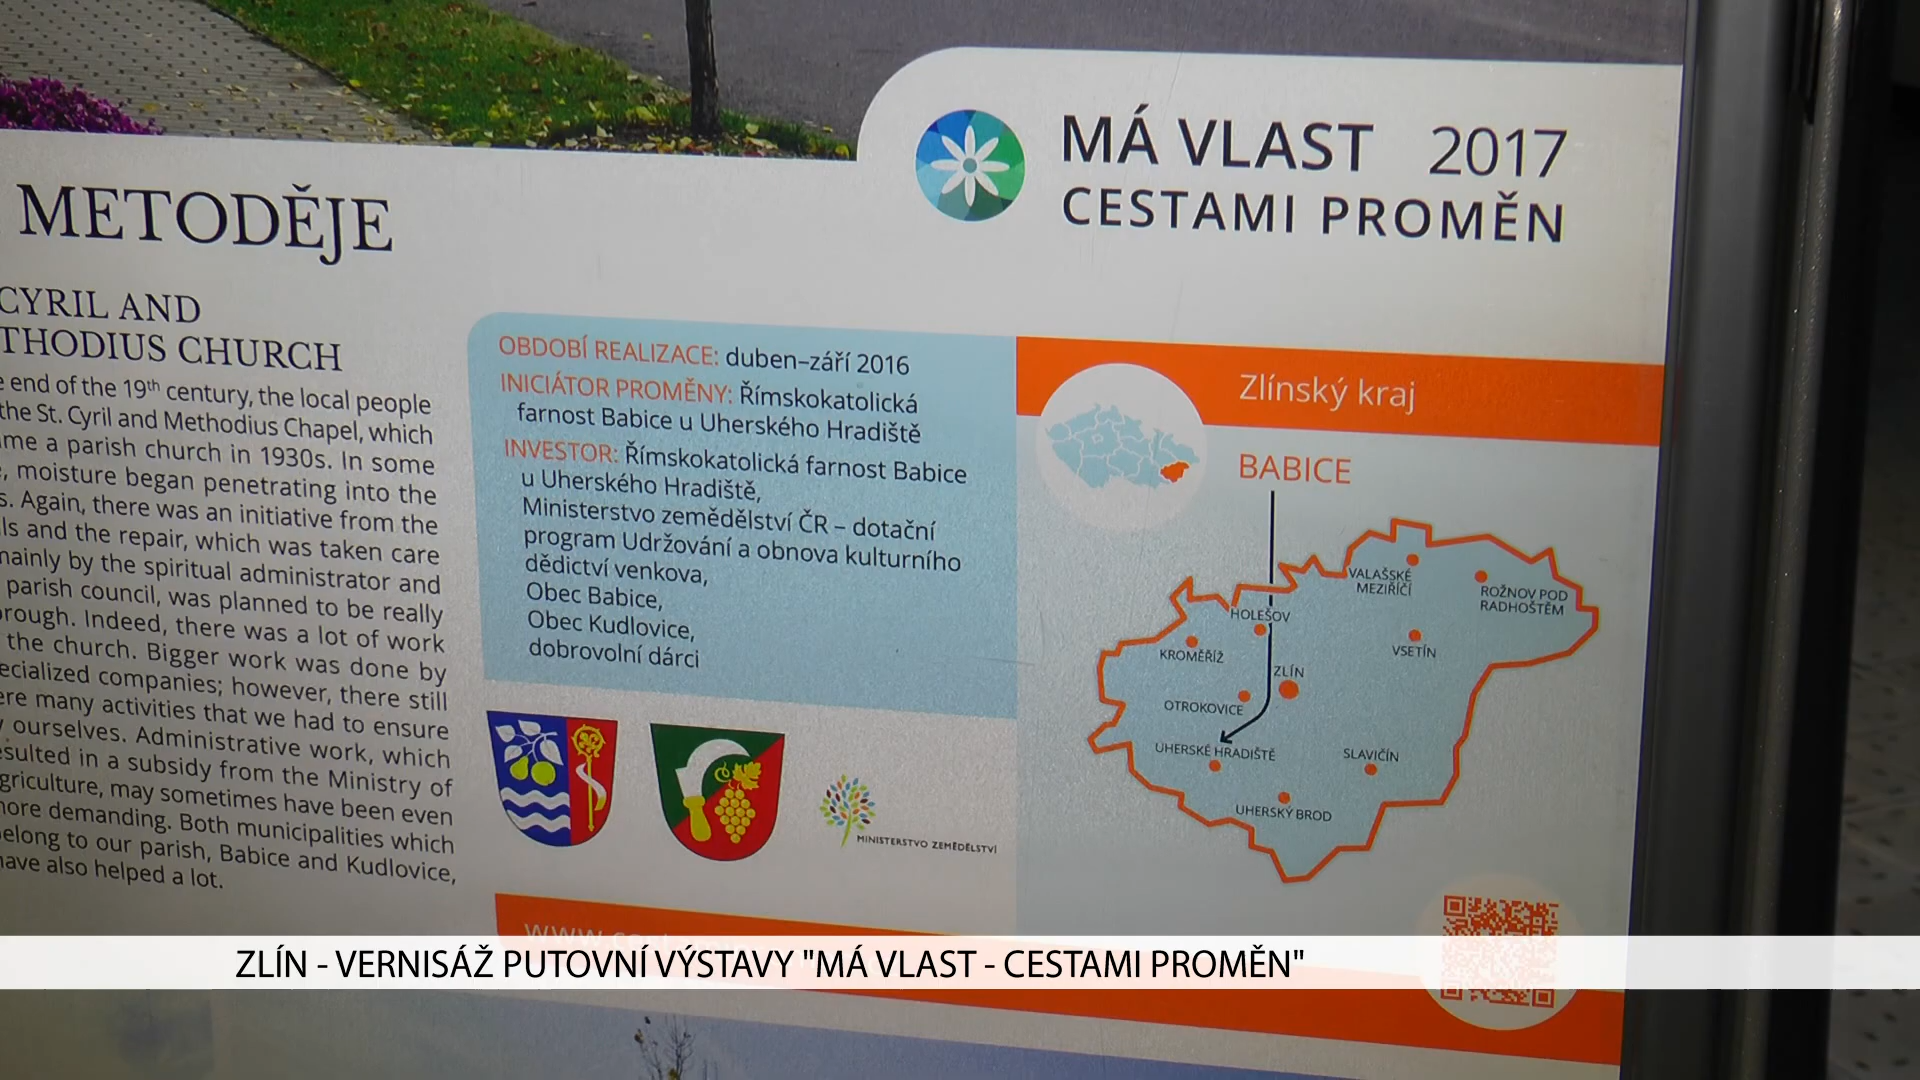 MÁ VLAST 2017
CESTAMI PROMĚN
METODĚJE
CYRIL AND
THODIUS CHURCH
end of the 19th century, the local people
the St. Cyril and Methodius Chapel, which
me a parish church in 1930s. In some
, moisture began penetrating into the
s. Again, there was an initiative from the
ls and the repair, which was taken care
mainly by the spiritual administrator and
parish council, was planned to be really
orough. Indeed, there was a lot of work
the church. Bigger work was done by
ecialized companies; however, there still
ere many activities that we had to ensure
y ourselves. Administrative work, which
esulted in a subsidy from the Ministry of
griculture, may sometimes have been even
more demanding. Both municipalities which
belong to our parish, Babice and Kudlovice,
have also helped a lot.
OBDOBÍ REALIZACE: duben–září 2016
INICIÁTOR PROMĚNY: Římskokatolická
farnost Babice u Uherského Hradiště
INVESTOR: Římskokatolická farnost Babice
u Uherského Hradiště,
Ministerstvo zemědělství ČR – dotační
program Udržování a obnova kulturního
dědictví venkova,
Obec Babice,
Obec Kudlovice,
dobrovolní dárci
MINISTERSTVO ZEMĚDĚLSTVÍ
Zlínský kraj
BABICE
VALAŠSKÉ
MEZIŘÍČÍ
ROŽNOV POD
RADHOŠTĚM
HOLEŠOV
KROMĚŘÍŽ
VSETÍN
ZLÍN
OTROKOVICE
UHERSKÉ HRADIŠTĚ
SLAVIČÍN
UHERSKÝ BROD
ZLÍN - VERNISÁŽ PUTOVNÍ VÝSTAVY "MÁ VLAST - CESTAMI PROMĚN"